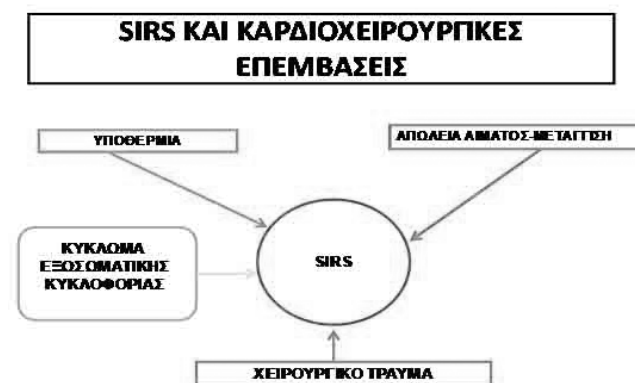 SIRS ΚΑΙ ΚΑΡΔΙΟΧΕΙΡΟΥΡΓΙΚΕΣ
ΕΠΕΜΒΑΣΕΙΣ
ΥΠΟΘΕΡΜΙΑ
ΑΠΩΛΕΙΑ ΑΙΜΑΤΟΣ-ΜΕΤΑΓΓΙΣΗ
ΚΥΚΛΩΜΑ
ΕΞΩΣΩΜΑΤΙΚΗΣ
ΚΥΚΛΟΦΟΡΙΑΣ
SIRS
ΧΕΙΡΟΥΡΓΙΚΟ ΤΡΑΥΜΑ